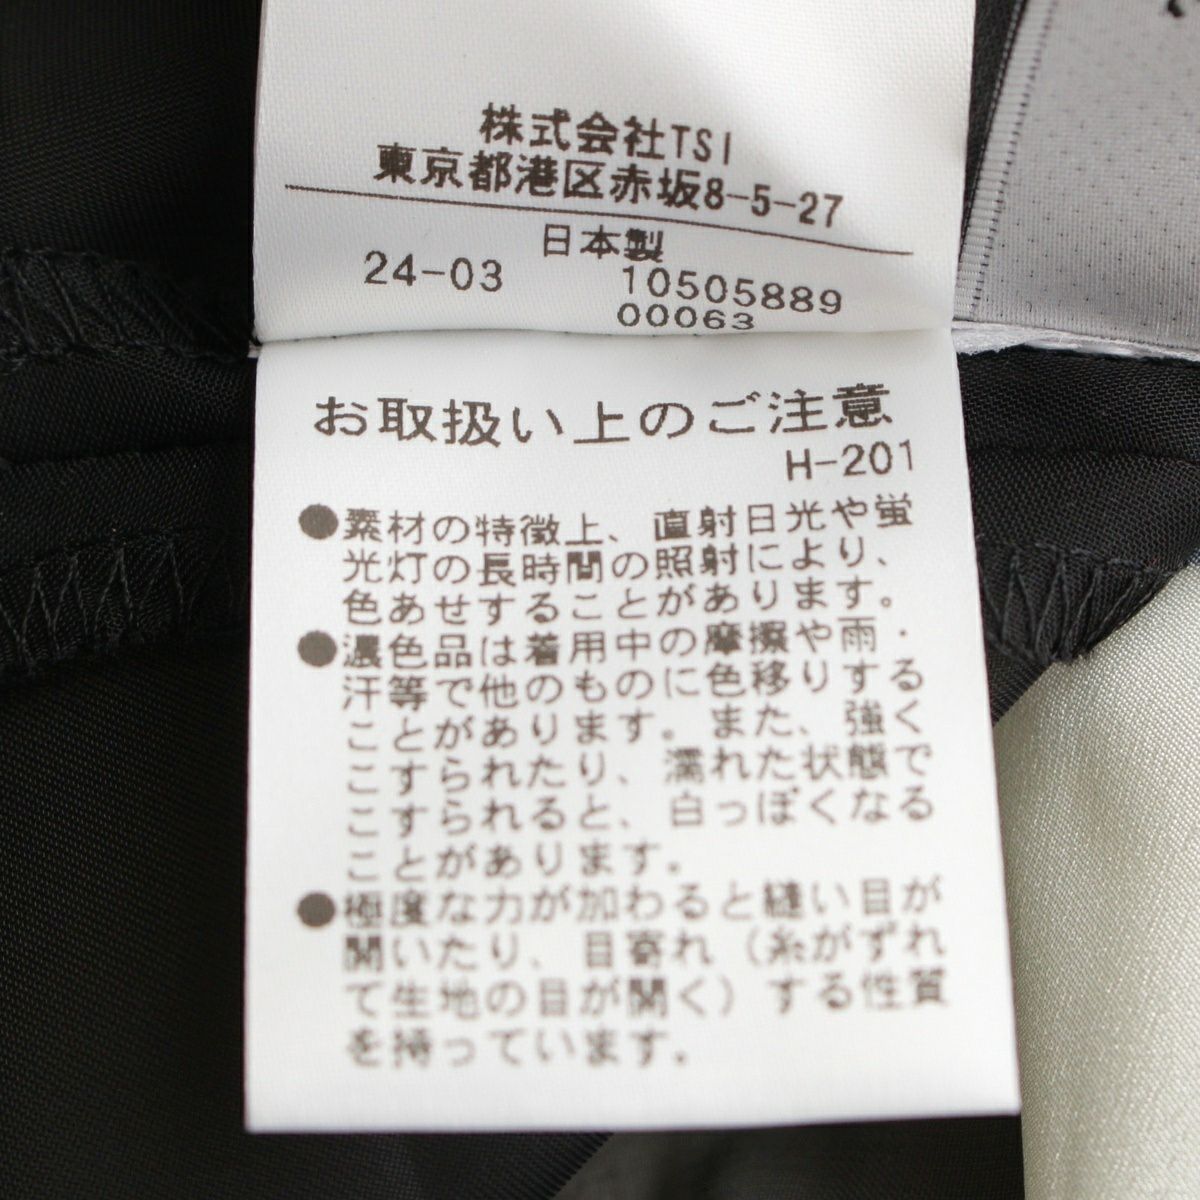 株式会社TSI
東京都港区赤坂8-5-27
日本製
24-03 10505889
00063
お取扱い上のご注意
H-201
●素材の特徴上、直射日光や蛍
光灯の長時間の照射により、
色あせすることがあります。
●濃色品は着用中の摩擦や雨・
汗等で他のものに色移りする
ことがあります。また、強く
こすられたり、濡れた状態で
こすられると、白っぽくなる
ことがあります。
●極度な力が加わると縫い目が
開いたり、目寄れ(糸がずれ
て生地の目が開く)する性質
を持っています。